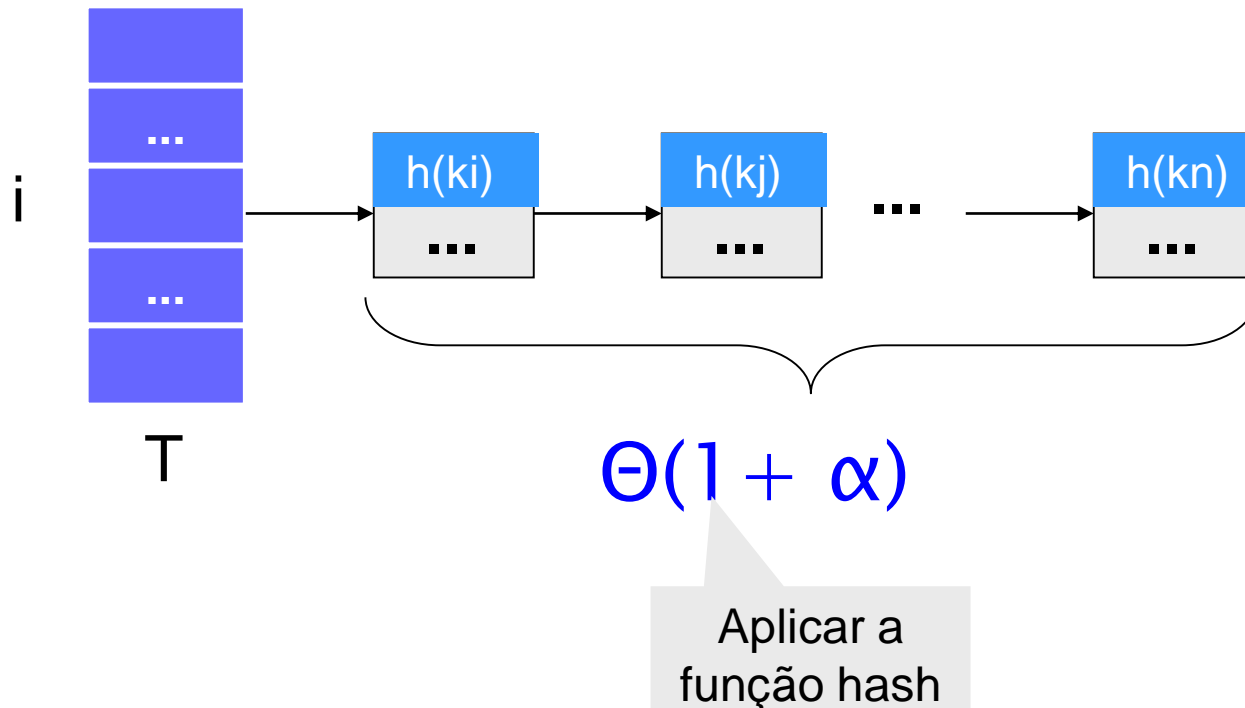 ...
i
h(ki)
h(kj)
...
h(kn)
...
...
...
...
T
Θ(1 + α)
Aplicar a
função hash